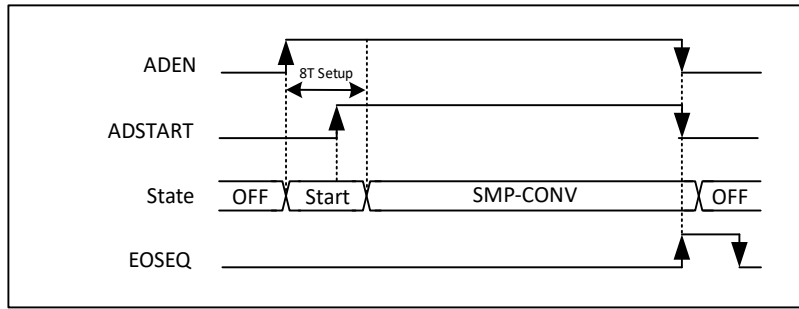 ADEN
8T Setup
ADSTART
State OFF Start SMP-CONV OFF
EOSEQ